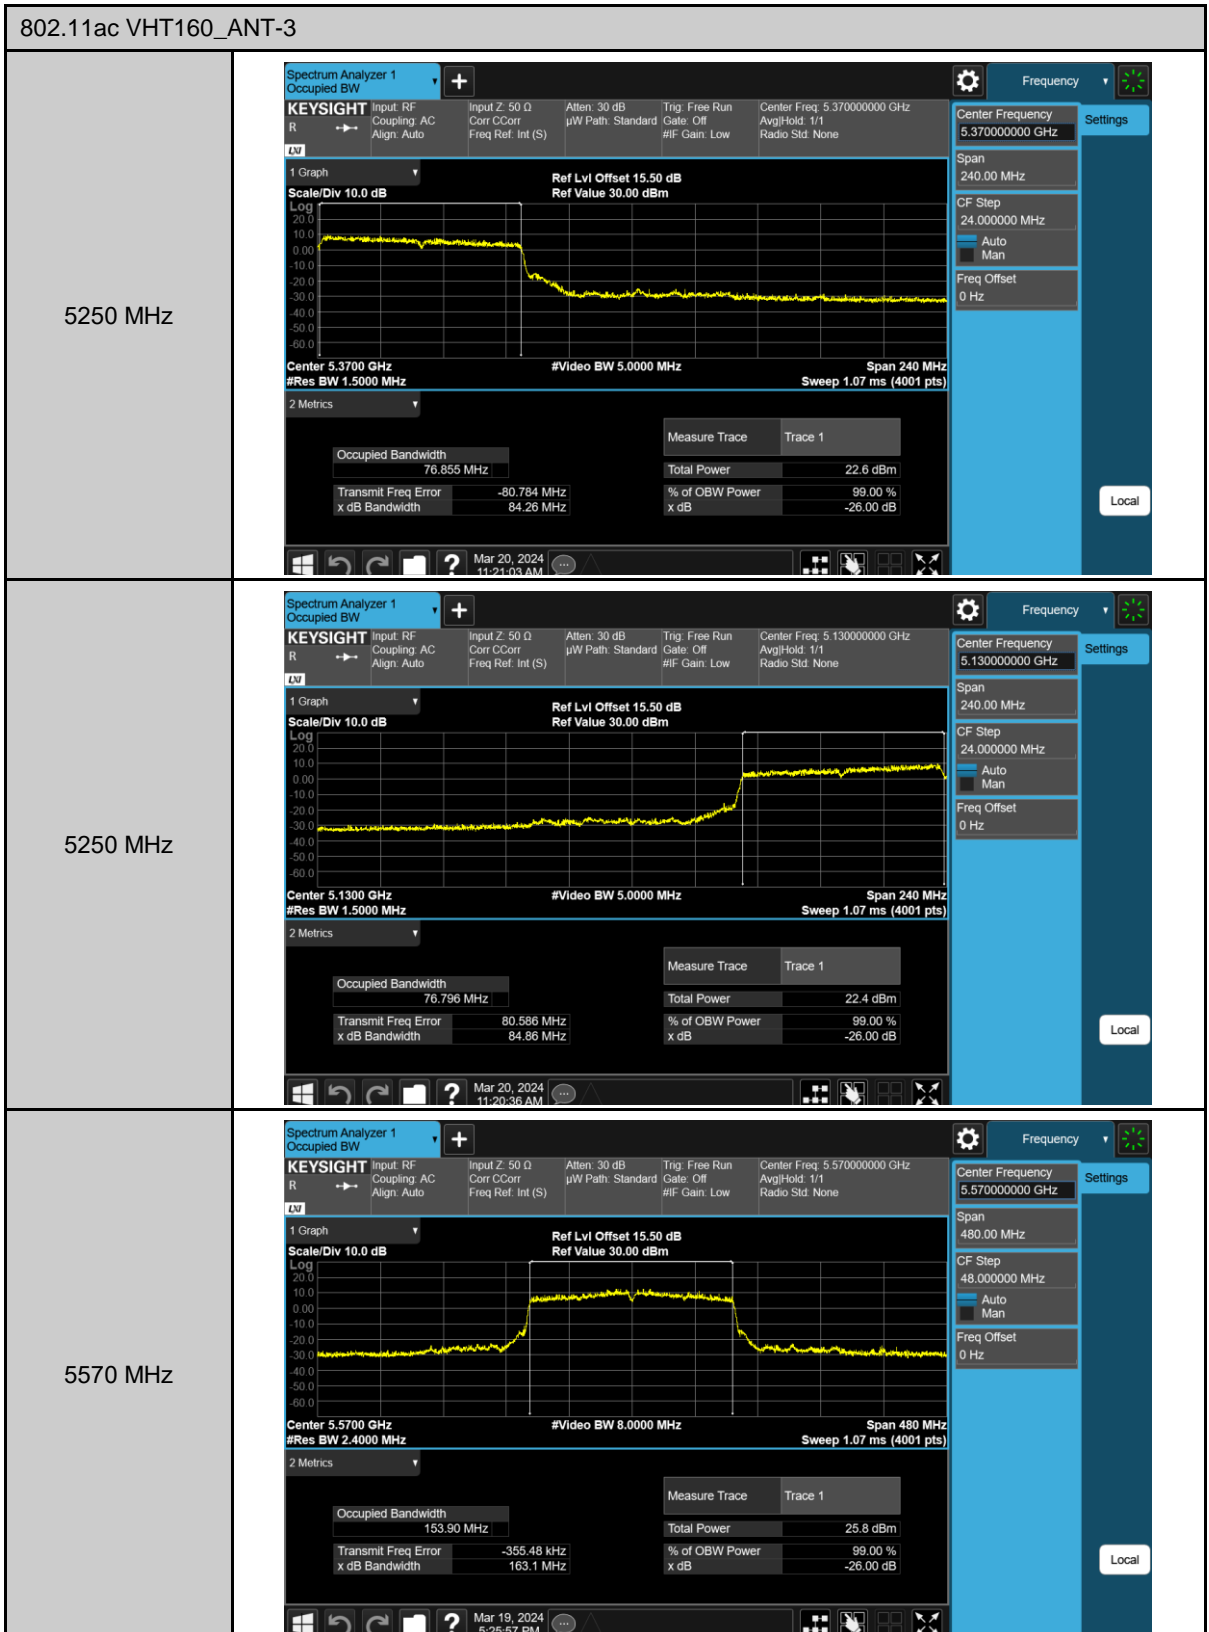 802.11ac VHT160_ANT-3
5250 MHz
Spectrum Analyzer 1
Occupied BW
+
Frequency
KEYSIGHT
R
LXI
Input: RF
Coupling: AC
Align: Auto
Input Z: 50 Ω
Corr CCorr
Freq Ref: Int (S)
Atten: 30 dB
µW Path: Standard
Trig: Free Run
Gate: Off
#IF Gain: Low
Center Freq: 5.370000000 GHz
Avg|Hold: 1/1
Radio Std: None
Center Frequency
5.370000000 GHz
Settings
Span
240.00 MHz
CF Step
24.000000 MHz
Auto
Man
Freq Offset
0 Hz
Local
1 Graph
Scale/Div 10.0 dB
Ref Lvl Offset 15.50 dB
Ref Value 30.00 dBm
Log
20.0
10.0
0.00
-10.0
-20.0
-30.0
-40.0
-50.0
-60.0
Center 5.3700 GHz
#Video BW 5.0000 MHz
Span 240 MHz
#Res BW 1.5000 MHz
Sweep 1.07 ms (4001 pts)
2 Metrics
Measure Trace Trace 1
Occupied Bandwidth
76.855 MHz
Total Power 22.6 dBm
Transmit Freq Error -80.784 MHz
% of OBW Power 99.00 %
x dB Bandwidth 84.26 MHz
x dB -26.00 dB
?
Mar 20, 2024
11:21:03 AM
5250 MHz
Spectrum Analyzer 1
Occupied BW
+
Frequency
KEYSIGHT
R
LXI
Input: RF
Coupling: AC
Align: Auto
Input Z: 50 Ω
Corr CCorr
Freq Ref: Int (S)
Atten: 30 dB
µW Path: Standard
Trig: Free Run
Gate: Off
#IF Gain: Low
Center Freq: 5.130000000 GHz
Avg|Hold: 1/1
Radio Std: None
Center Frequency
5.130000000 GHz
Settings
Span
240.00 MHz
CF Step
24.000000 MHz
Auto
Man
Freq Offset
0 Hz
Local
1 Graph
Scale/Div 10.0 dB
Ref Lvl Offset 15.50 dB
Ref Value 30.00 dBm
Log
20.0
10.0
0.00
-10.0
-20.0
-30.0
-40.0
-50.0
-60.0
Center 5.1300 GHz
#Video BW 5.0000 MHz
Span 240 MHz
#Res BW 1.5000 MHz
Sweep 1.07 ms (4001 pts)
2 Metrics
Measure Trace Trace 1
Occupied Bandwidth
76.796 MHz
Total Power 22.4 dBm
Transmit Freq Error 80.586 MHz
% of OBW Power 99.00 %
x dB Bandwidth 84.86 MHz
x dB -26.00 dB
?
Mar 20, 2024
11:20:36 AM
5570 MHz
Spectrum Analyzer 1
Occupied BW
+
Frequency
KEYSIGHT
R
LXI
Input: RF
Coupling: AC
Align: Auto
Input Z: 50 Ω
Corr CCorr
Freq Ref: Int (S)
Atten: 30 dB
µW Path: Standard
Trig: Free Run
Gate: Off
#IF Gain: Low
Center Freq: 5.570000000 GHz
Avg|Hold: 1/1
Radio Std: None
Center Frequency
5.570000000 GHz
Settings
Span
480.00 MHz
CF Step
48.000000 MHz
Auto
Man
Freq Offset
0 Hz
Local
1 Graph
Scale/Div 10.0 dB
Ref Lvl Offset 15.50 dB
Ref Value 30.00 dBm
Log
20.0
10.0
0.00
-10.0
-20.0
-30.0
-40.0
-50.0
-60.0
Center 5.5700 GHz
#Video BW 8.0000 MHz
Span 480 MHz
#Res BW 2.4000 MHz
Sweep 1.07 ms (4001 pts)
2 Metrics
Measure Trace Trace 1
Occupied Bandwidth
153.90 MHz
Total Power 25.8 dBm
Transmit Freq Error -355.48 kHz
% of OBW Power 99.00 %
x dB Bandwidth 163.1 MHz
x dB -26.00 dB
?
Mar 19, 2024
5:25:57 PM